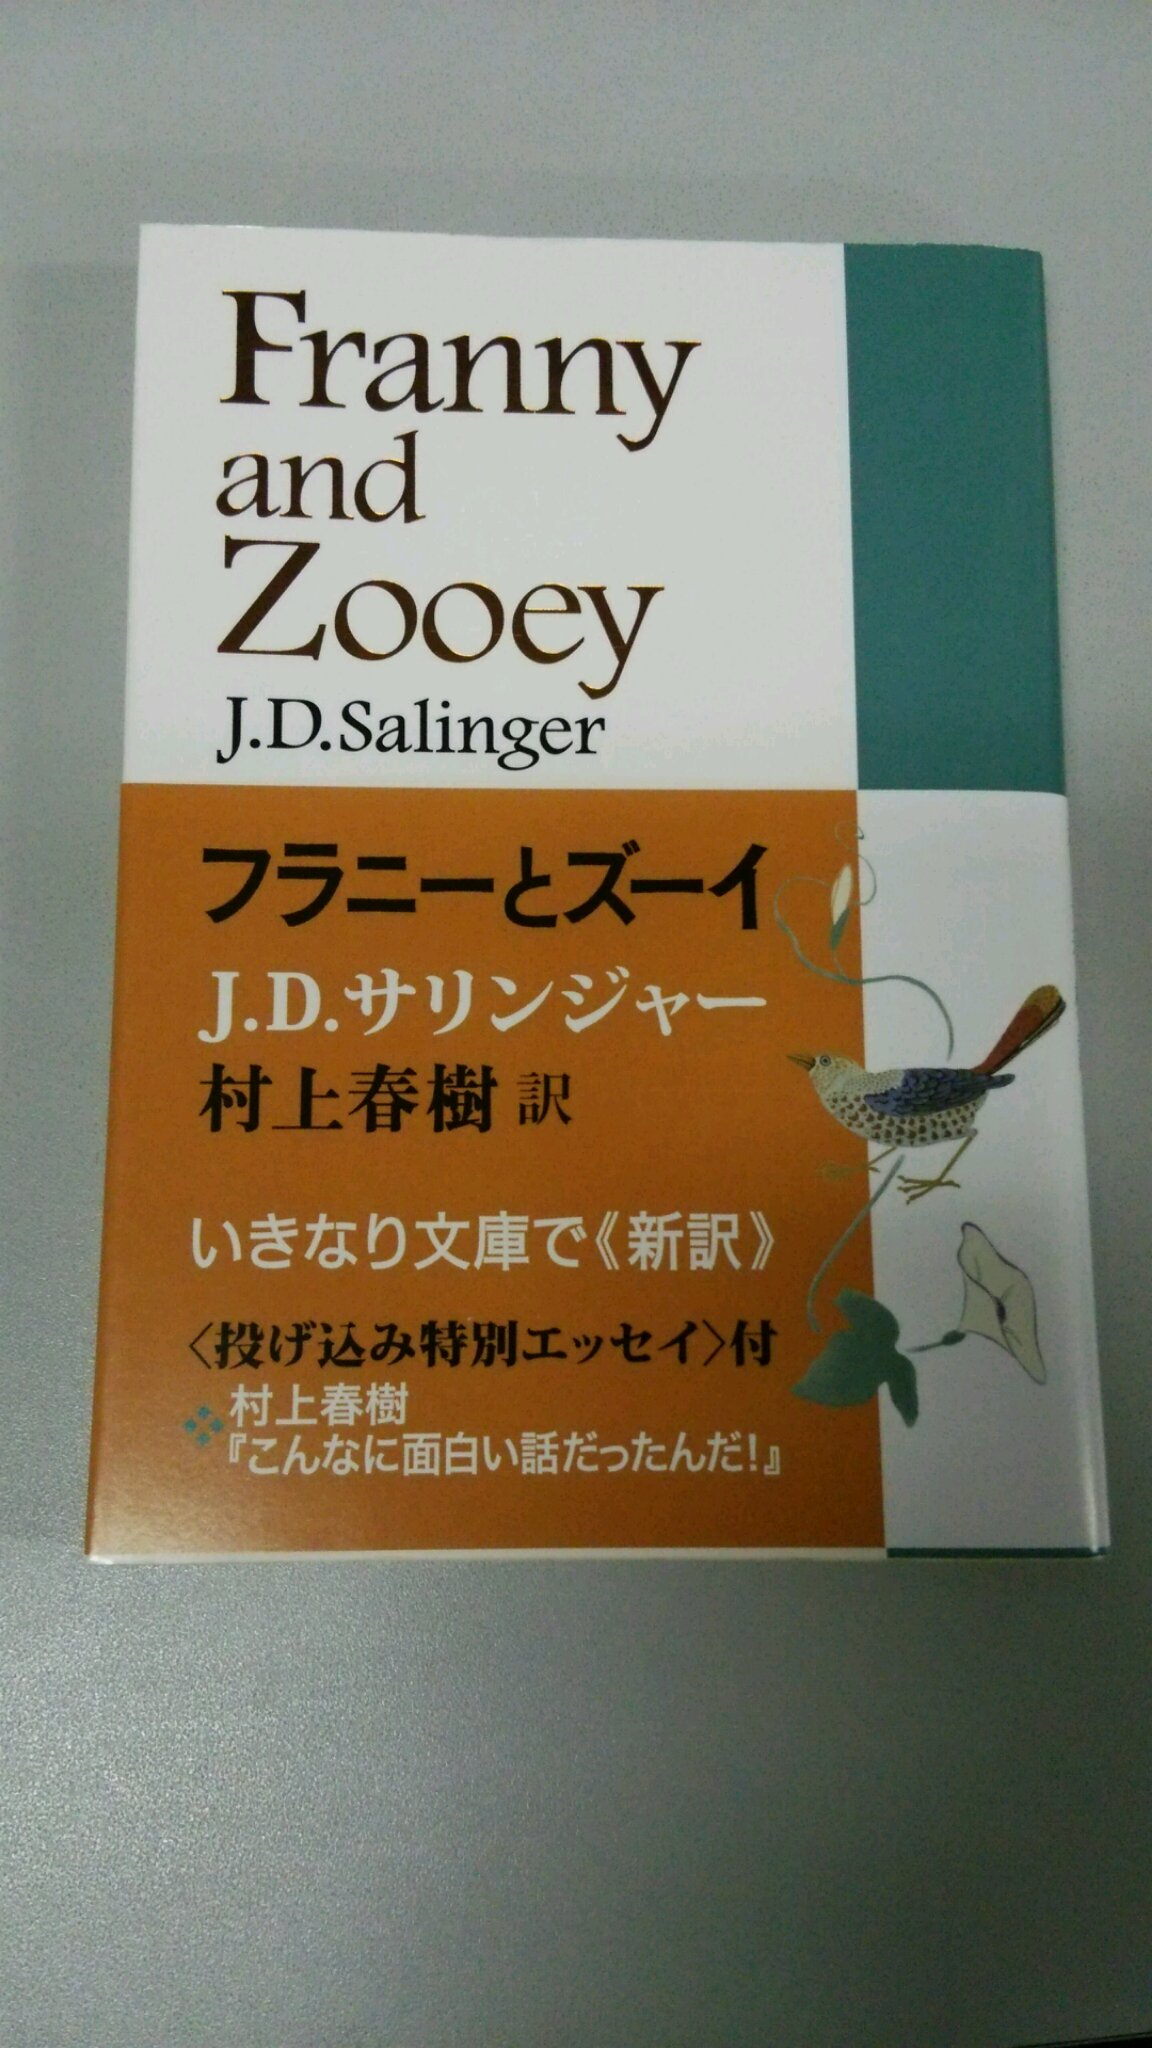 Franny
and
Zooey
J.D.Salinger
フラニーとズーイ
J.D.サリンジャー
村上春樹 訳
いきなり文庫で《新訳》
〈投げ込み特別エッセイ〉付
村上春樹
『こんなに面白い話だったんだ!』